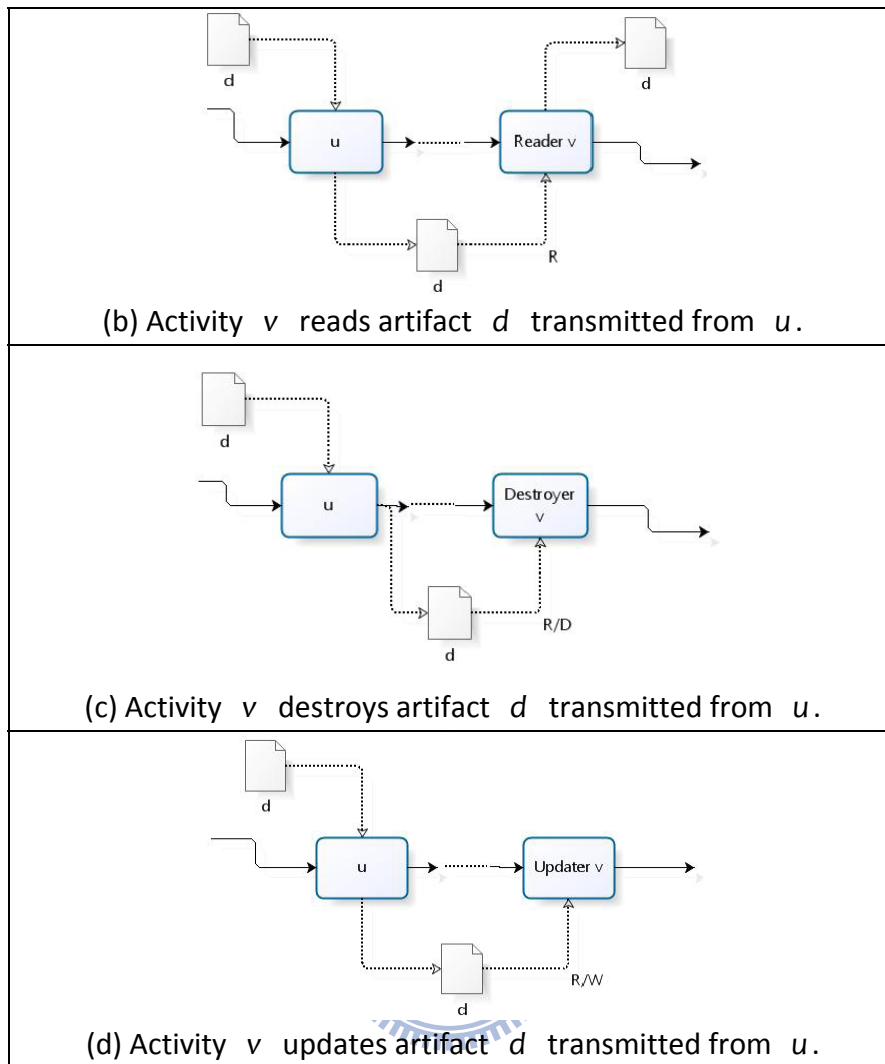 d
d
u
Reader v
d
R
(b) Activity v reads artifact d transmitted from u.
d
u
Destroyer
v
d
R/D
(c) Activity v destroys artifact d transmitted from u.
d
u
Updater v
d
R/W
(d) Activity v updates artifact d transmitted from u.